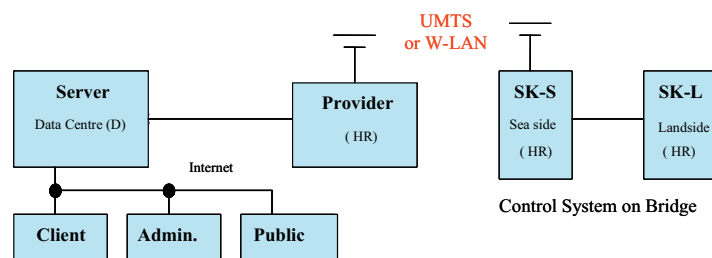 UMTS
or W-LAN
Server
Data Centre (D)
Provider
( HR)
SK-S
Sea side
( HR)
SK-L
Landside
( HR)
Internet
Control System on Bridge
Client
Admin.
Public